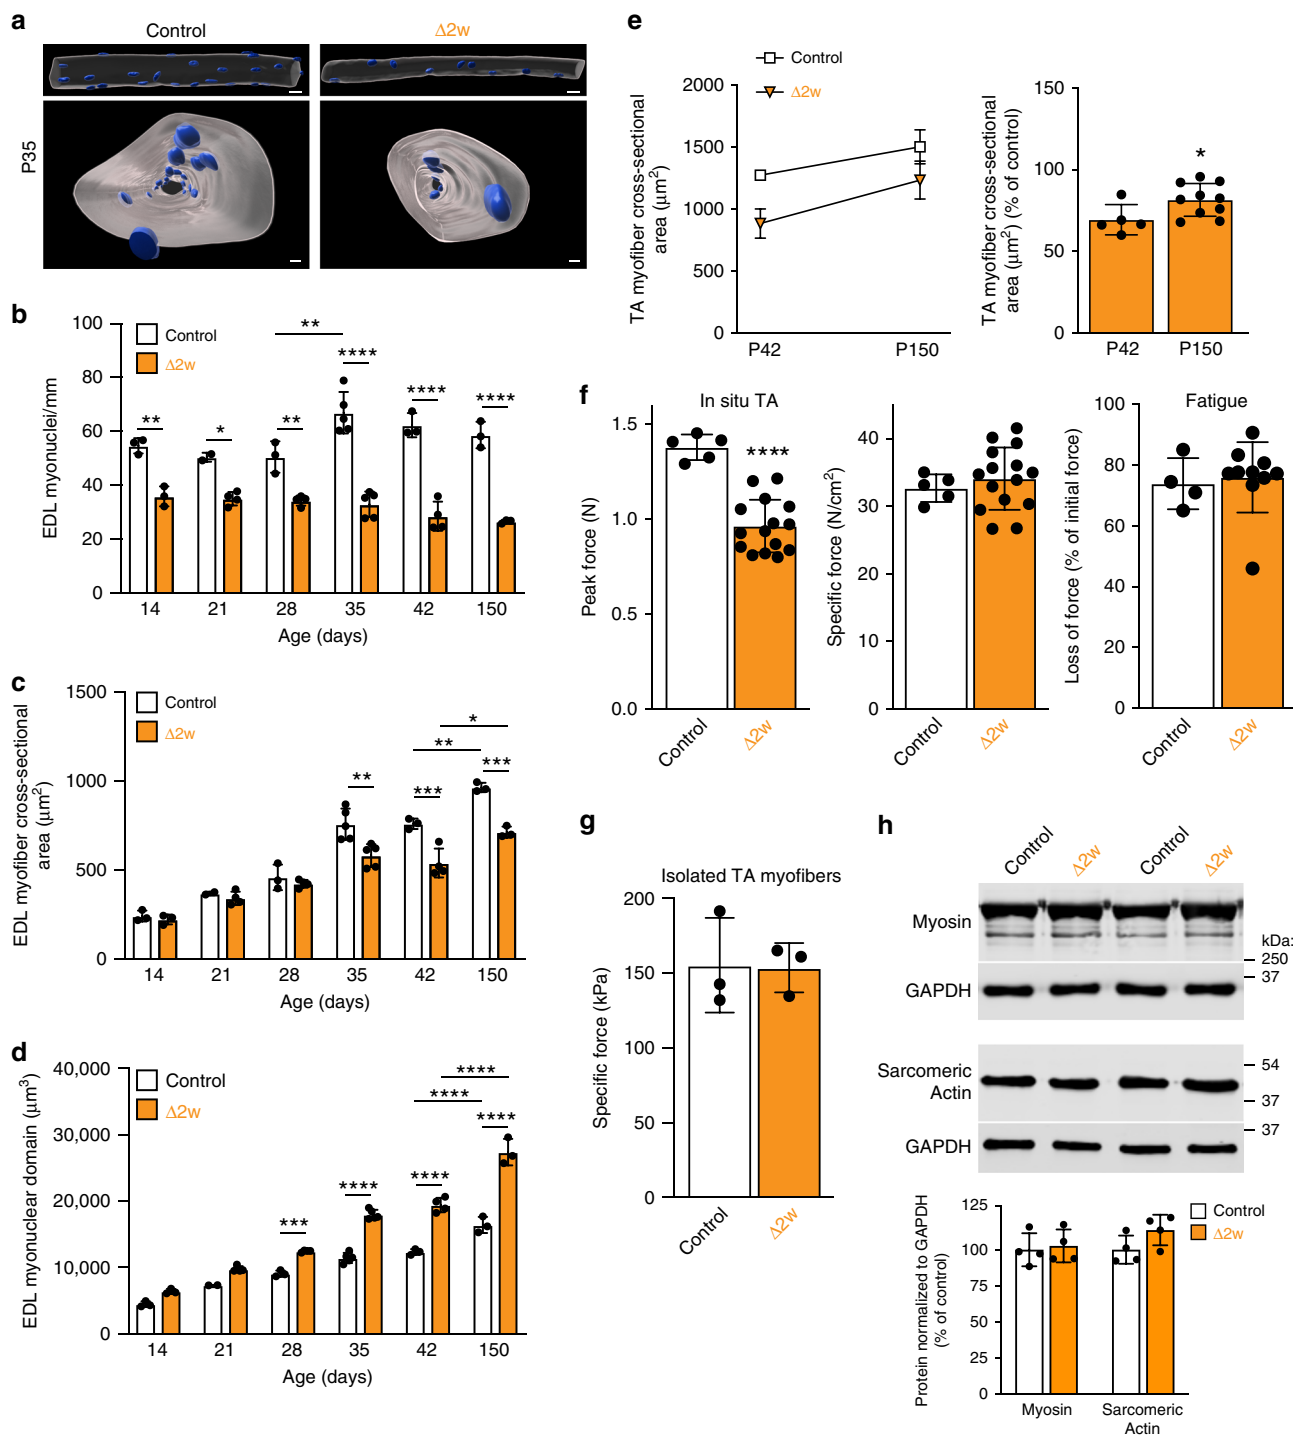 a
Control
Δ2w
P35
b
EDL myonuclei/mm
100
80
60
40
20
0
Control
Δ2w
**
*
**
**
****
****
****
14 21 28 35 42 150
Age (days)
c
EDL myofiber cross-sectional
area (μm²)
1500
1000
500
0
Control
Δ2w
**
***
**
*
***
14 21 28 35 42 150
Age (days)
d
EDL myonuclear domain (μm³)
40,000
30,000
20,000
10,000
0
Control
Δ2w
***
****
****
****
****
****
14 21 28 35 42 150
Age (days)
e
TA myofiber cross-sectional
area (μm²)
2000
1500
1000
500
0
Control
Δ2w
P42 P150
TA myofiber cross-sectional
area (μm²) (% of control)
150
100
50
0
*
P42 P150
f
In situ TA
Peak force (N)
1.5
1.0
0.5
0.0
****
Control
Δ2w
Specific force (N/cm²)
40
30
20
10
0
Control
Δ2w
Fatigue
Loss of force (% of initial force)
100
80
60
40
20
0
Control
Δ2w
g
Isolated TA myofibers
Specific force (kPa)
200
150
100
50
0
Control
Δ2w
h
Control
Δ2w
Control
Δ2w
Myosin
kDa:
250
37
GAPDH
Sarcomeric
Actin
54
37
37
GAPDH
Protein normalized to GAPDH
(% of control)
125
100
75
50
25
0
Control
Δ2w
Myosin
Sarcomeric
Actin